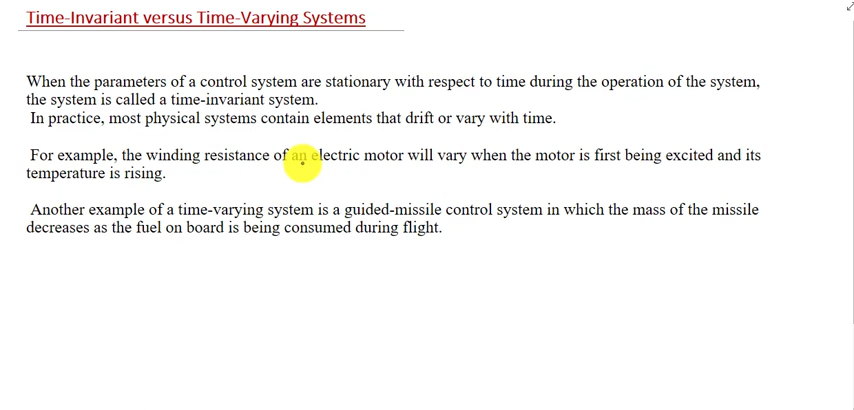 Time-Invariant versus Time-Varying Systems
When the parameters of a control system are stationary with respect to time during the operation of the system,
the system is called a time-invariant system.
In practice, most physical systems contain elements that drift or vary with time.
For example, the winding resistance of an electric motor will vary when the motor is first being excited and its
temperature is rising.
Another example of a time-varying system is a guided-missile control system in which the mass of the missile
decreases as the fuel on board is being consumed during flight.